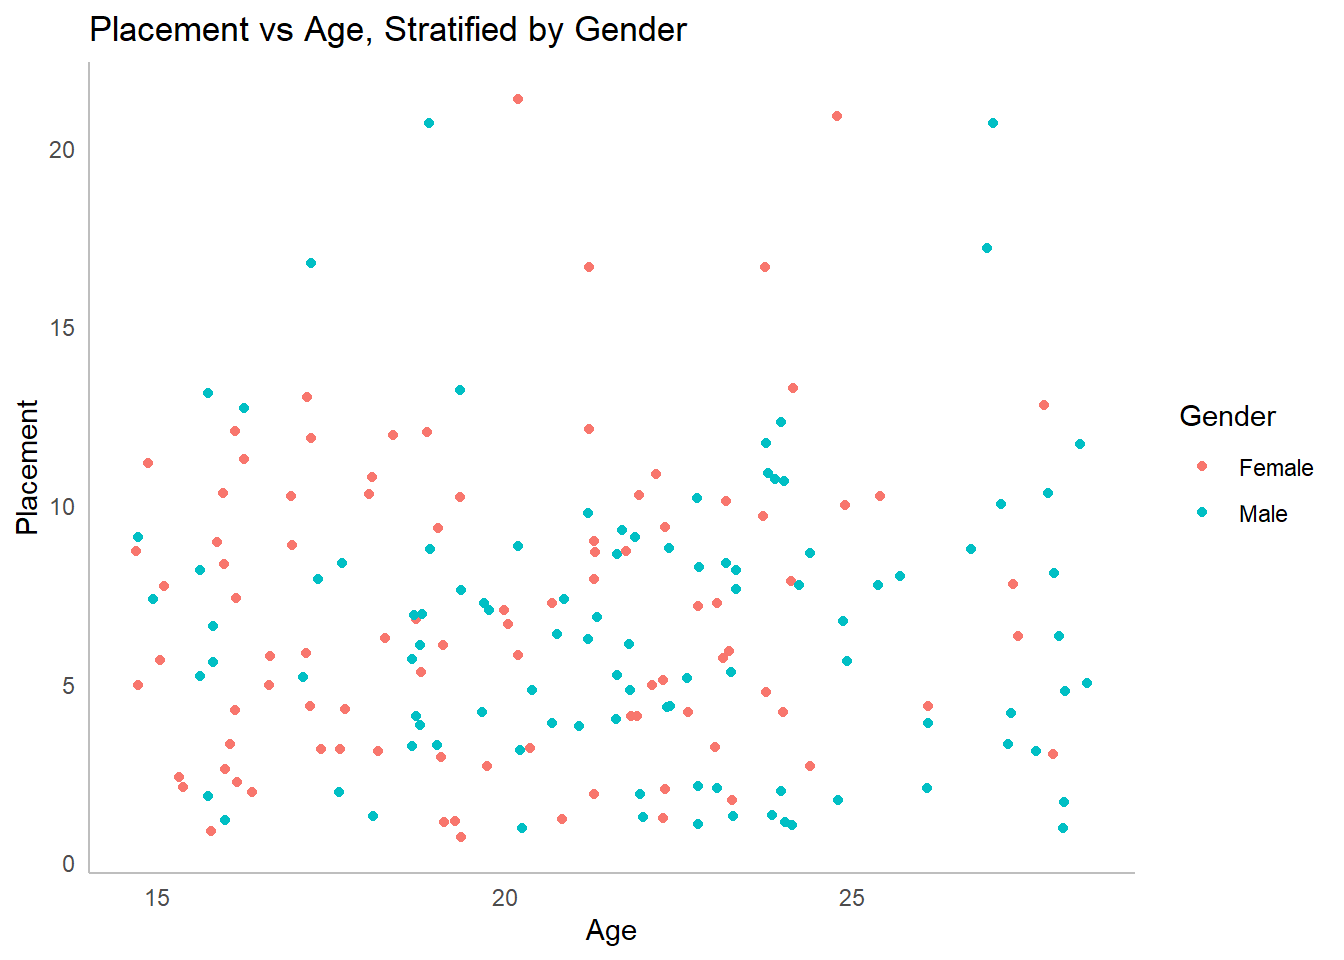 Placement vs Age, Stratified by Gender
20
15
10
5
0
Placement
15 20 25
Age
Gender
Female
Male